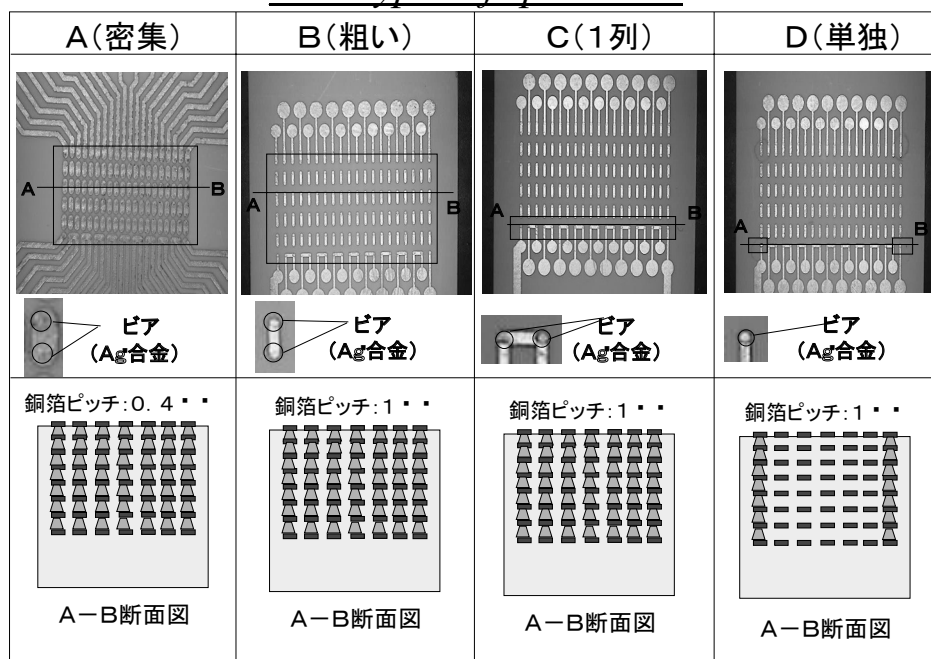 A(密集)
B(粗い)
C(1列)
D(単独)
A
B
A
B
A
B
A
B
ビア
(Ag合金)
ビア
(Ag合金)
ビア
(Ag合金)
ビア
(Ag合金)
銅箔ピッチ:0.4
銅箔ピッチ:1
銅箔ピッチ:1
銅箔ピッチ:1
A-B断面図
A-B断面図
A-B断面図
A-B断面図